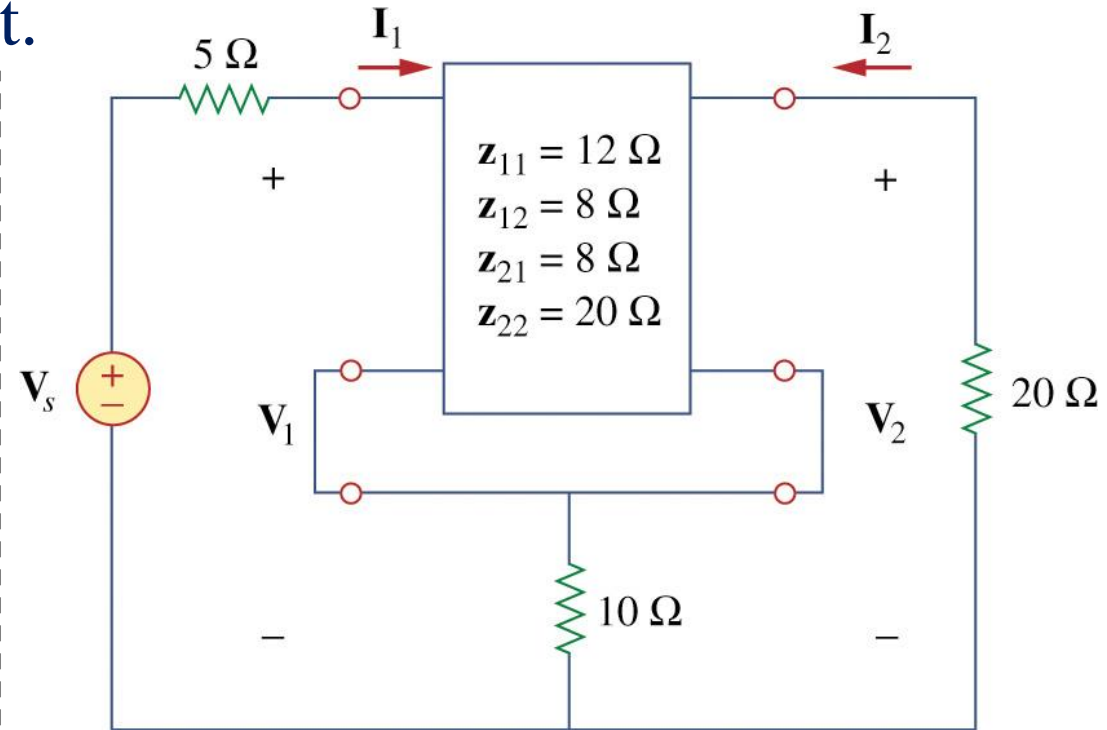 t.
I₁
I₂
5 Ω
z₁₁ = 12 Ω
z₁₂ = 8 Ω
z₂₁ = 8 Ω
z₂₂ = 20 Ω
+
+
Vₛ
+
−
V₁
V₂
20 Ω
10 Ω
−
−